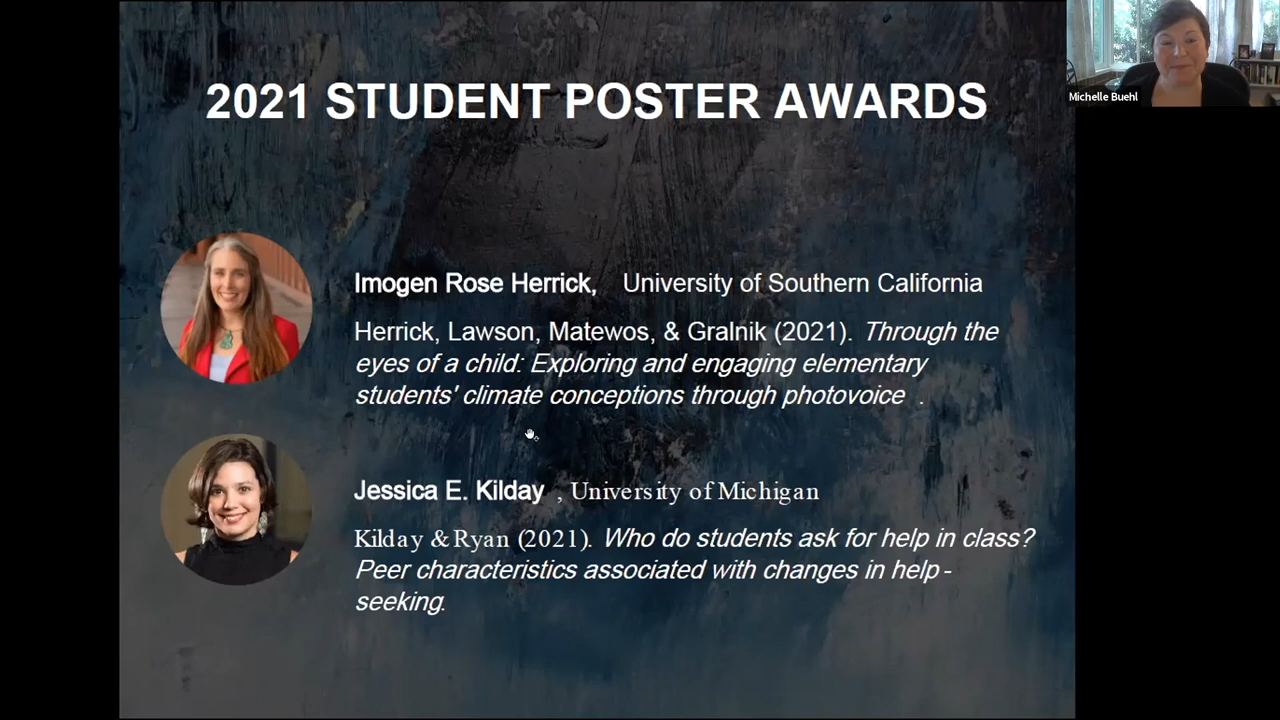 2021 STUDENT POSTER AWARDS
Michelle Buehl
Imogen Rose Herrick, University of Southern California
Herrick, Lawson, Matewos, & Gralnik (2021). Through the
eyes of a child: Exploring and engaging elementary
students' climate conceptions through photovoice .
Jessica E. Kilday , University of Michigan
Kilday & Ryan (2021). Who do students ask for help in class?
Peer characteristics associated with changes in help-
seeking.